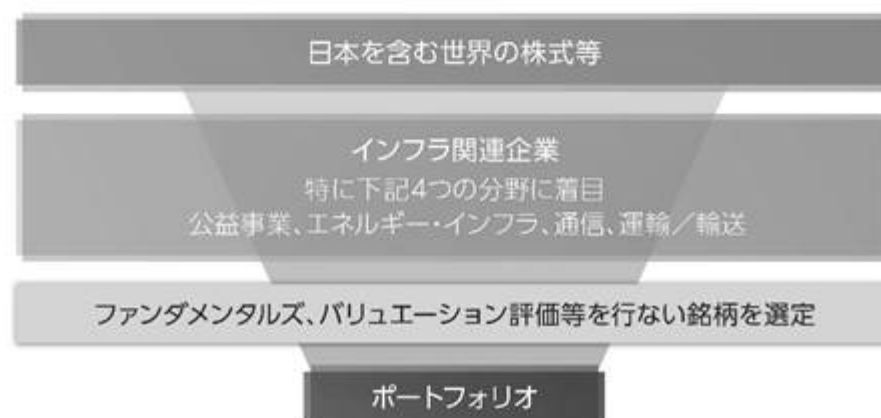 日本を含む世界の株式等
インフラ関連企業
特に下記4つの分野に着目
公益事業、エネルギー・インフラ、通信、運輸／輸送
ファンダメンタルズ、バリュエーション評価等を行ない銘柄を選定
ポートフォリオ